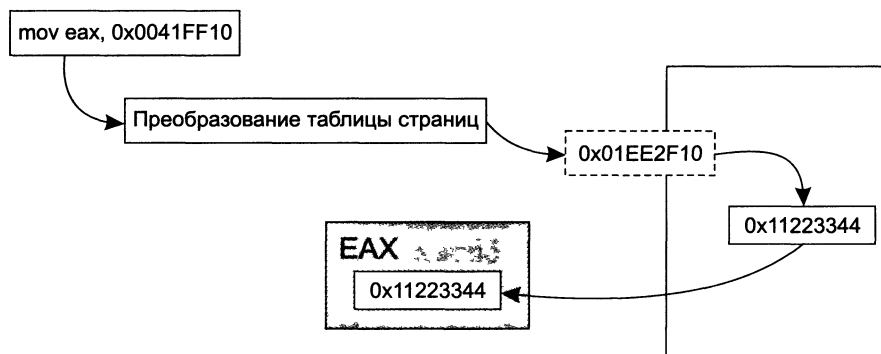 mov eax, 0x0041FF10
Преобразование таблицы страниц
0x01EE2F10
0x11223344
EAX
0x11223344